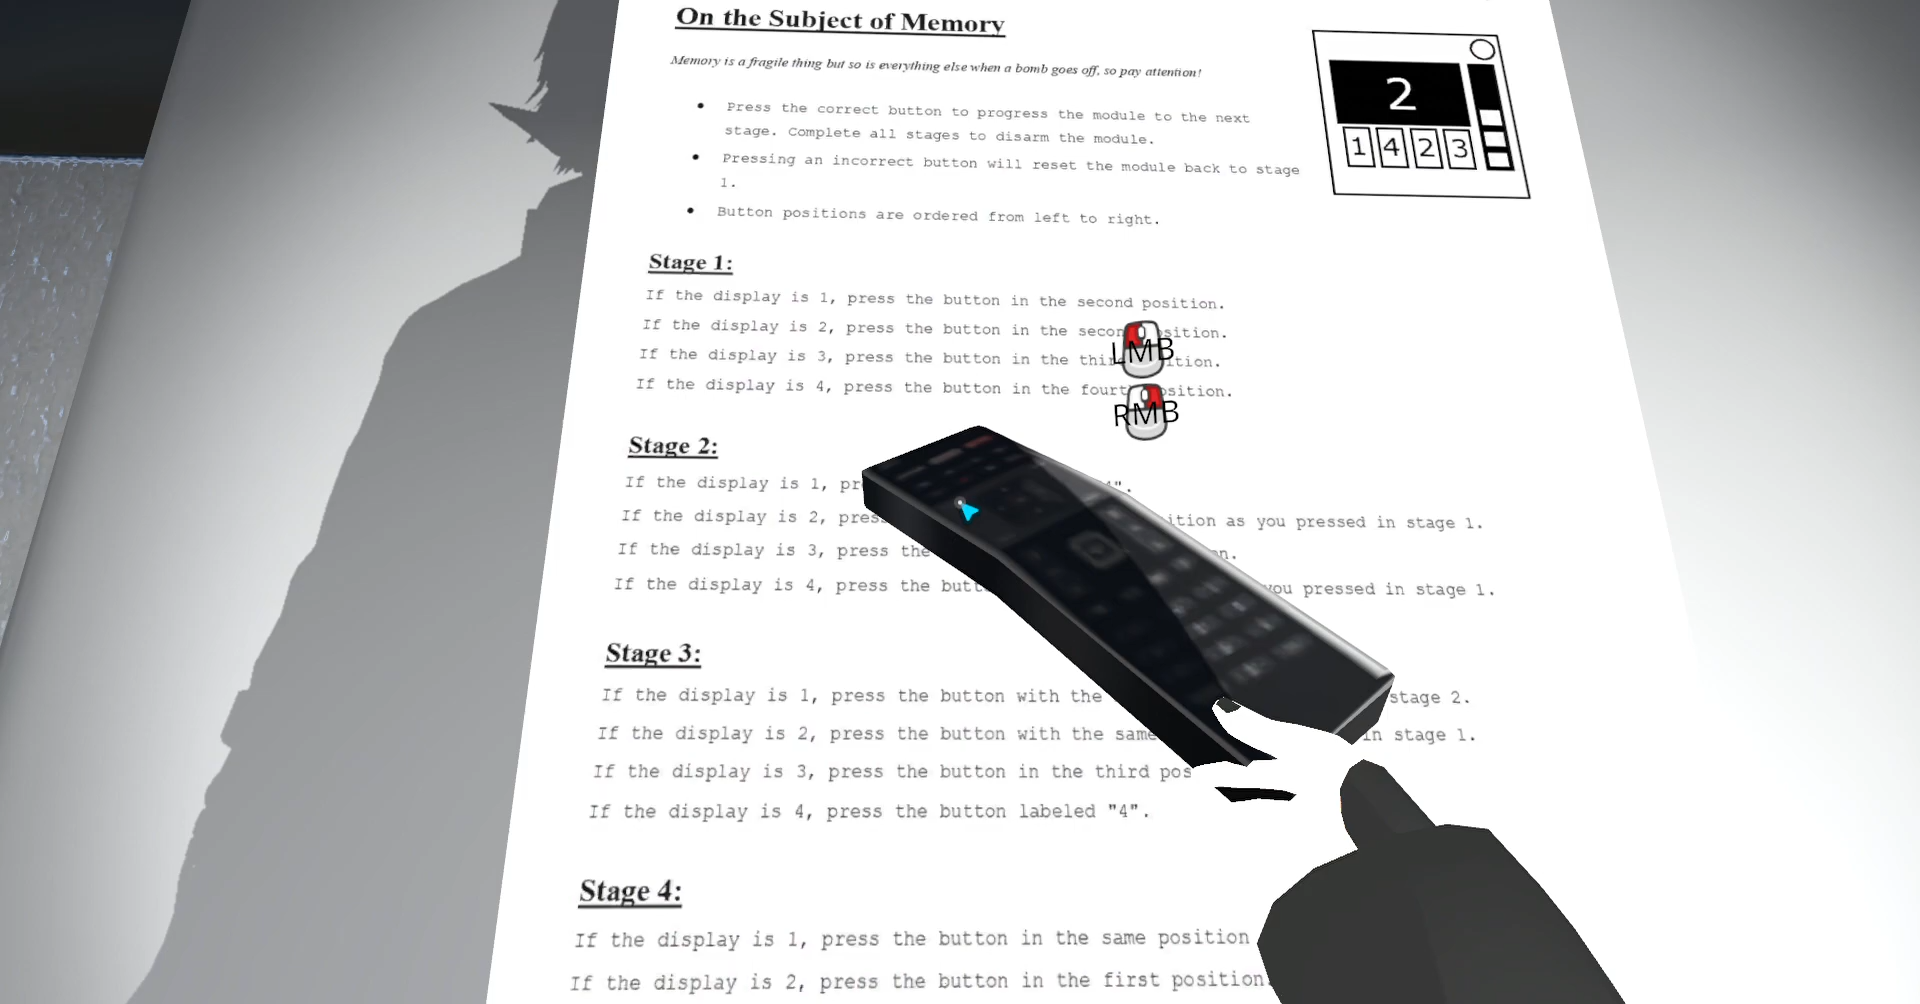 On the Subject of Memory
Memory is a fragile thing but so is everything else when a bomb goes off, so pay attention!
Press the correct button to progress the module to the next
stage. Complete all stages to disarm the module.
Pressing an incorrect button will reset the module back to stage
1.
Button positions are ordered from left to right.
2
1 4 2 3
Stage 1:
If the display is 1, press the button in the second position.
If the display is 2, press the button in the sition.
If the display is 3, press the button in the ition.
If the display is 4, press the button in the sition.
LMB
RMB
Stage 2:
If the display is 1, ".
If the display is 2, ition as you pressed in stage 1.
If the display is 3, press the n.
If the display is 4, press the you pressed in stage 1.
Stage 3:
If the display is 1, press the button with the stage 2.
If the display is 2, press the button with the same in stage 1.
If the display is 3, press the button in the third pos
If the display is 4, press the button labeled "4".
Stage 4:
If the display is 1, press the button in the same position
If the display is 2, press the button in the first position.